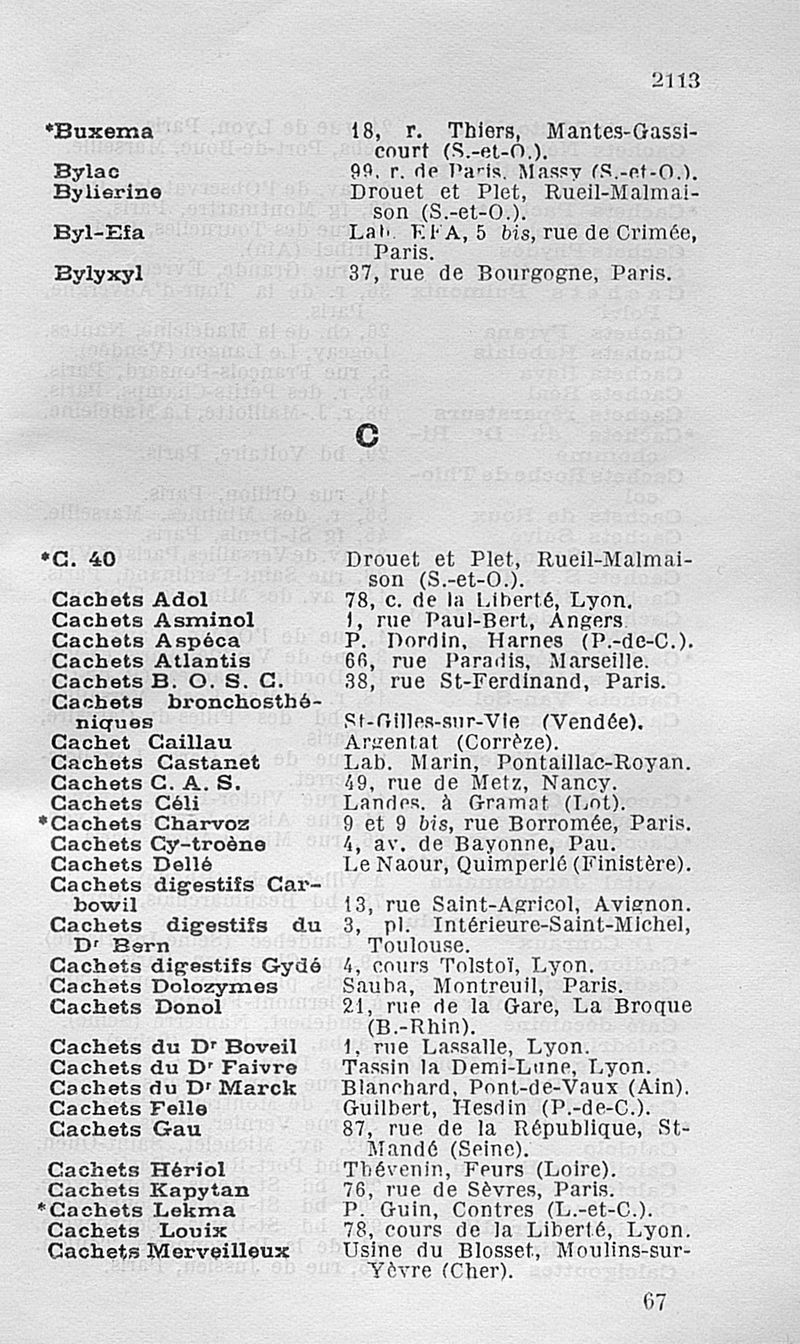 2113
*Buxema 18, r. Thiers, Mantes-Gassi-
court (S.-et-O.).
Bylac 99, r. de Paris, Massy (S.-et-O.).
Bylierine Drouet et Plet, Rueil-Malmai-
son (S.-et-O.).
Byl-Efa Lab. EFA, 5 bis, rue de Crimée,
Paris.
Bylyxyl 37, rue de Bourgogne, Paris.
C
*C. 40 Drouet et Plet, Rueil-Malmai-
son (S.-et-O.).
Cachets Adol 78, c. de la Liberté, Lyon.
Cachets Asminol 1, rue Paul-Bert, Angers
Cachets Aspéca P. Dordin, Harnes (P.-de-C.).
Cachets Atlantis 66, rue Paradis, Marseille.
Cachets B. O. S. C. 38, rue St-Ferdinand, Paris.
Cachets bronchosthé-
niques St-Gilles-sur-Vie (Vendée).
Cachet Caillau Argentat (Corrèze).
Cachets Castanet Lab. Marin, Pontaillac-Royan.
Cachets C. A. S. 49, rue de Metz, Nancy.
Cachets Céli Landes, à Gramat (Lot).
*Cachets Charvoz 9 et 9 bis, rue Borromée, Paris.
Cachets Cy-troène 4, av. de Bayonne, Pau.
Cachets Dellé Le Naour, Quimperlé (Finistère).
Cachets digestifs Car-
bowil 13, rue Saint-Agricol, Avignon.
Cachets digestifs du 3, pl. Intérieure-Saint-Michel,
Dr Bern Toulouse.
Cachets digestifs Gydé 4, cours Tolstoï, Lyon.
Cachets Dolozymes Sauba, Montreuil, Paris.
Cachets Donol 21, rue de la Gare, La Broque
(B.-Rhin).
Cachets du Dr Boveil 1, rue Lassalle, Lyon.
Cachets du Dr Faivre Tassin la Demi-Lune, Lyon.
Cachets du Dr Marck Blanchard, Pont-de-Vaux (Ain).
Cachets Felle Guilbert, Hesdin (P.-de-C.).
Cachets Gau 87, rue de la République, St-
Mandé (Seine).
Cachets Hériol Thévenin, Feurs (Loire).
Cachets Kapytan 76, rue de Sèvres, Paris.
*Cachets Lekma P. Guin, Contres (L.-et-C.).
Cachets Louix 78, cours de la Liberté, Lyon.
Cachets Merveilleux Usine du Blosset, Moulins-sur-
Yèvre (Cher).
67